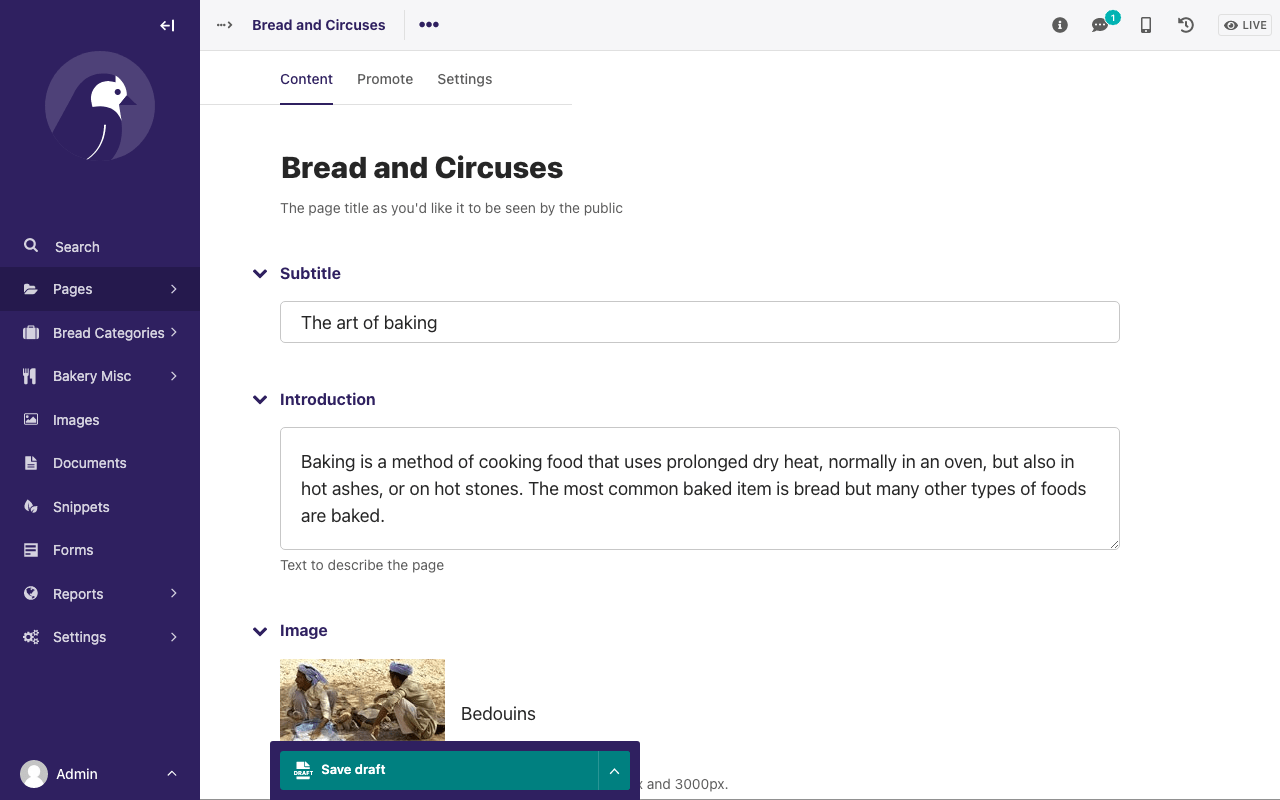 Bread and Circuses
1
LIVE
Content
Promote
Settings
Search
Pages
Bread Categories
Bakery Misc
Images
Documents
Snippets
Forms
Reports
Settings
Admin
Bread and Circuses
The page title as you'd like it to be seen by the public
Subtitle
The art of baking
Introduction
Baking is a method of cooking food that uses prolonged dry heat, normally in an oven, but also in
hot ashes, or on hot stones. The most common baked item is bread but many other types of foods
are baked.
Text to describe the page
Image
Bedouins
DRAFT
Save draft
and 3000px.